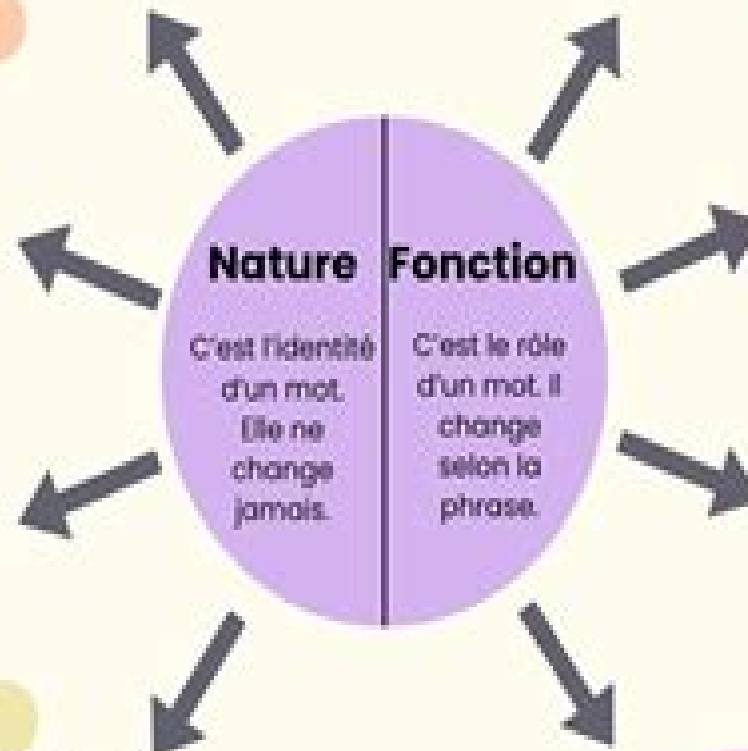 Nature
C'est l'identité
d'un mot.
Elle ne
change
jamais.
Fonction
C'est le rôle
d'un mot. Il
change
selon la
phrase.